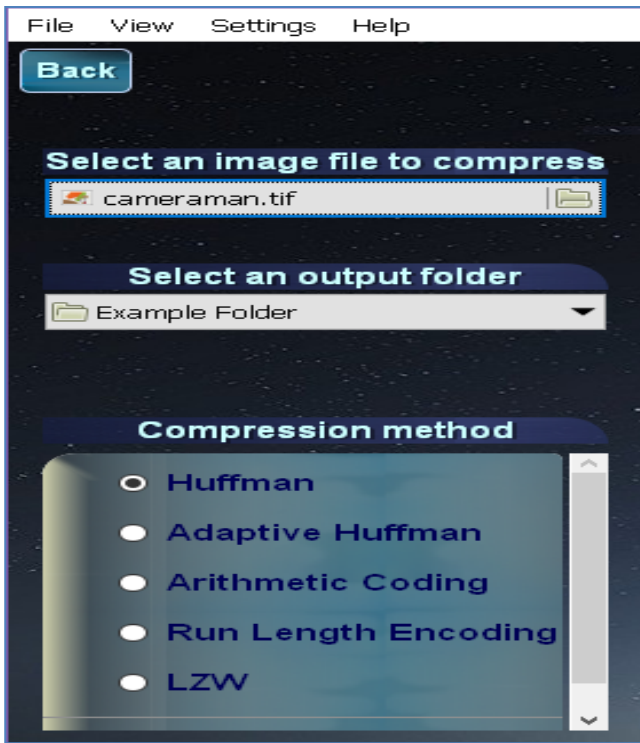 File View Settings Help
Back
Select an image file to compress
cameraman.tif
Select an output folder
Example Folder
Compression method
Huffman
Adaptive Huffman
Arithmetic Coding
Run Length Encoding
LZW